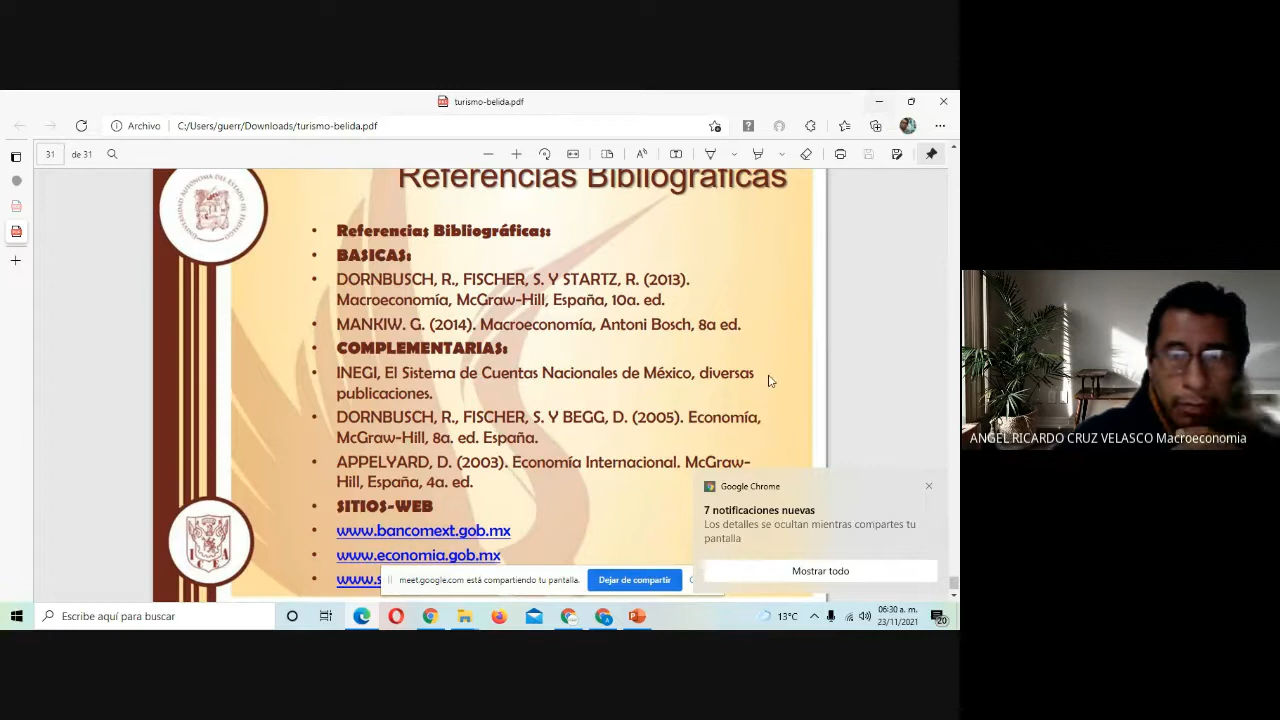 turismo-belida.pdf
Archivo C:/Users/guerr/Downloads/turismo-belida.pdf
31 de 31
Referencias Bibliográficas
Referencias Bibliográficas:
BASICAS:
DORNBUSCH, R., FISCHER, S. Y STARTZ, R. (2013).
Macroeconomía, McGraw-Hill, España, 10a. ed.
MANKIW. G. (2014). Macroeconomía, Antoni Bosch, 8a ed.
COMPLEMENTARIAS:
INEGI, El Sistema de Cuentas Nacionales de México, diversas
publicaciones.
DORNBUSCH, R., FISCHER, S. Y BEGG, D. (2005). Economía,
McGraw-Hill, 8a. ed. España.
APPELYARD, D. (2003). Economía Internacional. McGraw-
Hill, España, 4a. ed.
SITIOS-WEB
www.bancomext.gob.mx
www.economia.gob.mx
www.s
ICEA
Google Chrome
7 notificaciones nuevas
Los detalles se ocultan mientras compartes tu
pantalla
Mostrar todo
meet.google.com está compartiendo tu pantalla.
Dejar de compartir
Escribe aquí para buscar
13°C
06:30 a. m.
23/11/2021
20
ANGEL RICARDO CRUZ VELASCO Macroeconomia